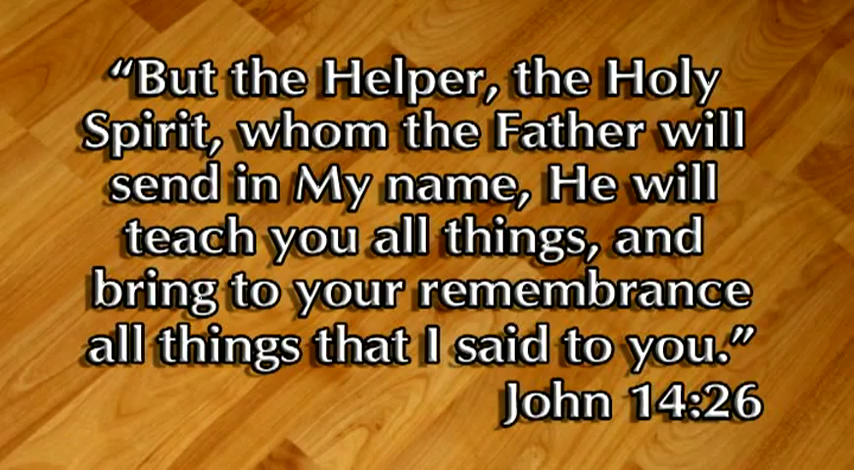 “But the Helper, the Holy
Spirit, whom the Father will
send in My name, He will
teach you all things, and
bring to your remembrance
all things that I said to you.”
John 14:26